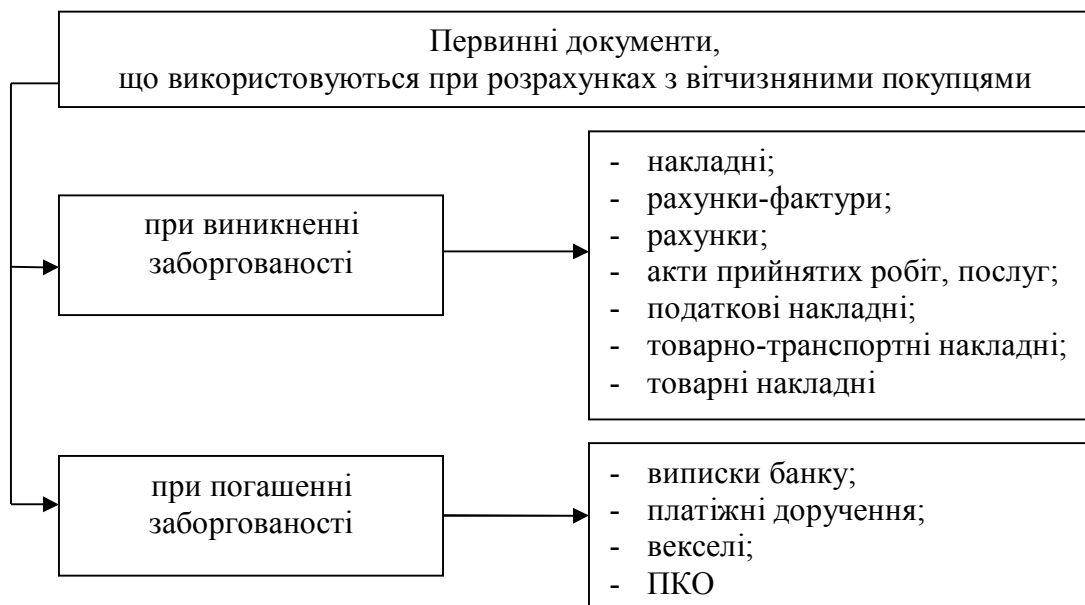 Первинні документи,
що використовуються при розрахунках з вітчизняними покупцями
при виникненні
заборгованості
- накладні;
- рахунки-фактури;
- рахунки;
- акти прийнятих робіт, послуг;
- податкові накладні;
- товарно-транспортні накладні;
- товарні накладні
при погашенні
заборгованості
- виписки банку;
- платіжні доручення;
- векселі;
- ПКО